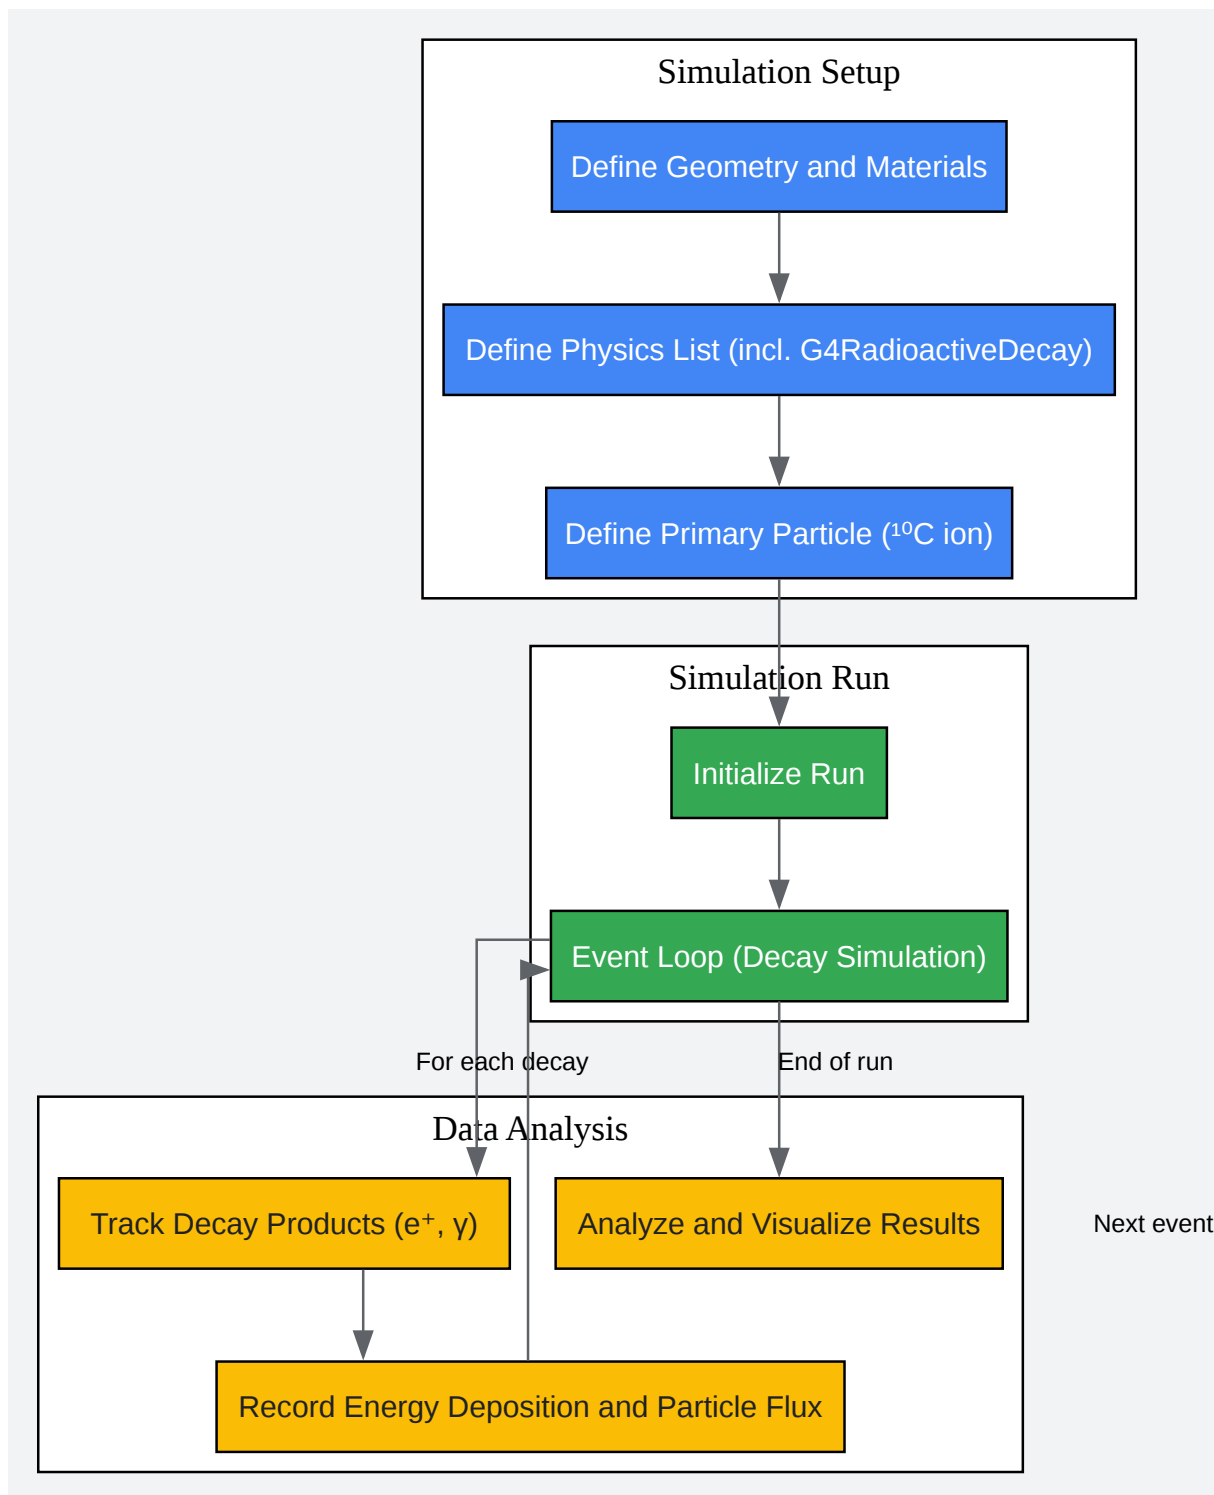 Simulation Setup
Define Geometry and Materials
Define Physics List (incl. G4RadioactiveDecay)
Define Primary Particle (¹⁰C ion)
Simulation Run
Initialize Run
Event Loop (Decay Simulation)
For each decay
End of run
Data Analysis
Track Decay Products (e⁺, γ)
Analyze and Visualize Results
Next event
Record Energy Deposition and Particle Flux